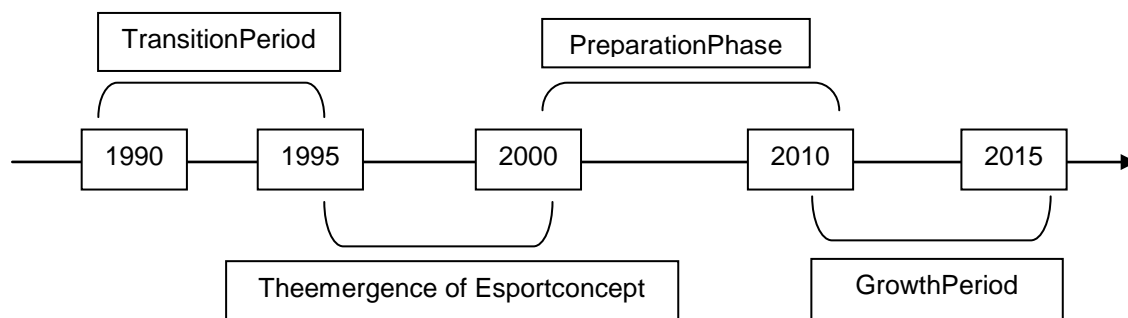 TransitionPeriod
PreparationPhase
1990
1995
2000
2010
2015
Theemergence of Esportconcept
GrowthPeriod